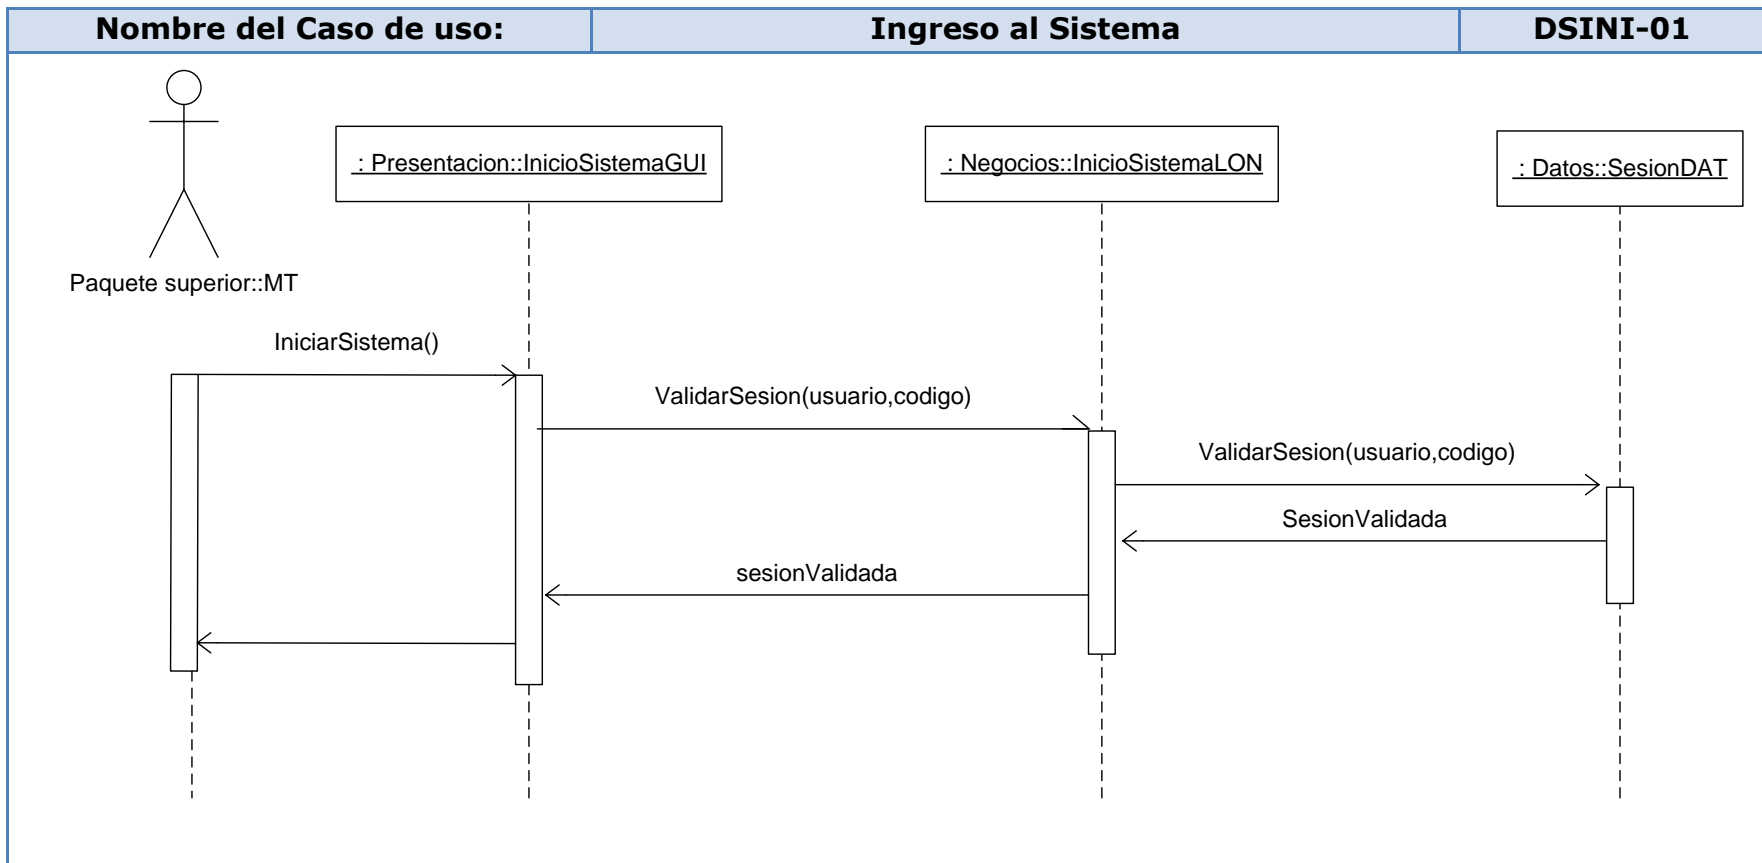 Nombre del Caso de uso:
Ingreso al Sistema
DSINI-01
: Presentacion::InicioSistemaGUI
: Negocios::InicioSistemaLON
: Datos::SesionDAT
Paquete superior::MT
IniciarSistema()
ValidarSesion(usuario,codigo)
ValidarSesion(usuario,codigo)
SesionValidada
sesionValidada